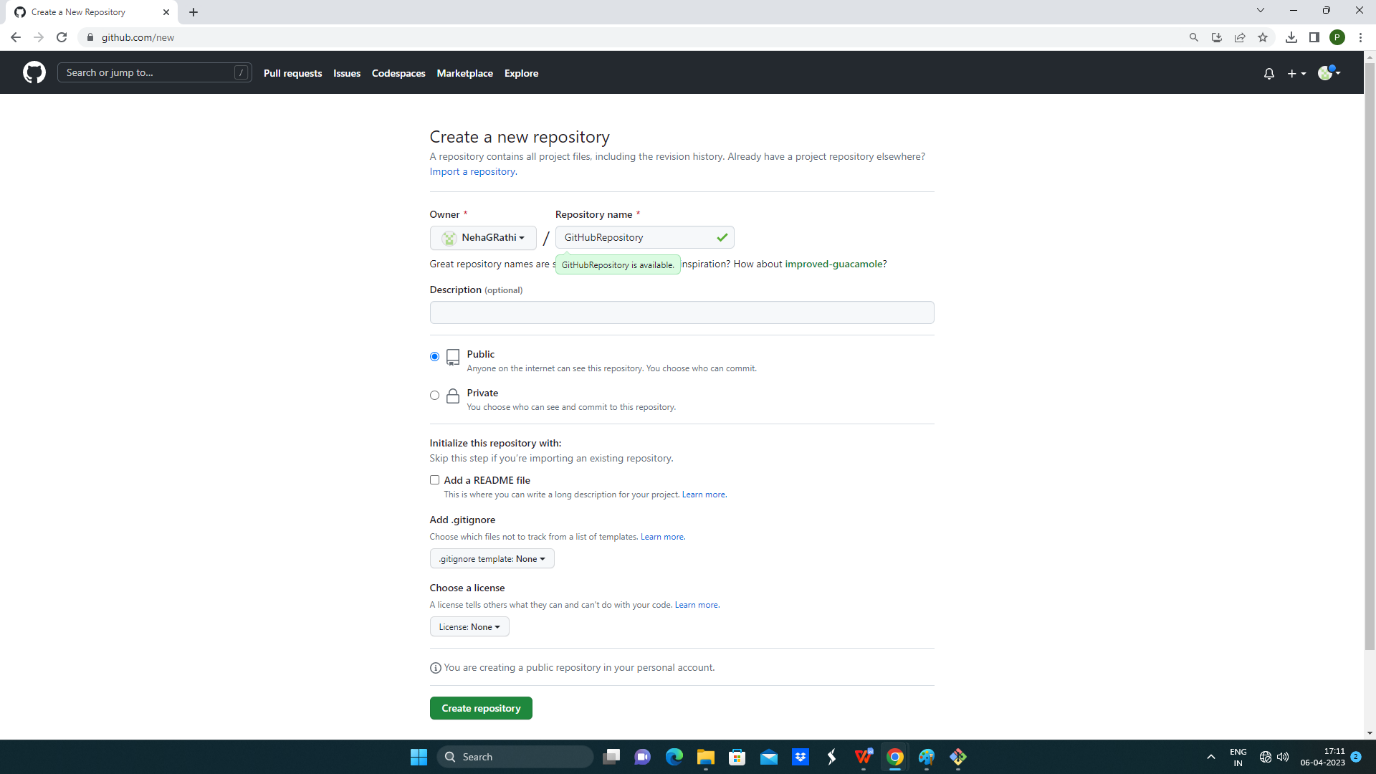 Create a New Repository
github.com/new
P
Search or jump to...
/
Pull requests Issues Codespaces Marketplace Explore
Create a new repository
A repository contains all project files, including the revision history. Already have a project repository elsewhere?
Import a repository.
Owner *
Repository name *
NehaGRathi
/
GitHubRepository
Great repository names are s
GitHubRepository is available.
nspiration? How about improved-guacamole?
Description (optional)
Public
Anyone on the internet can see this repository. You choose who can commit.
Private
You choose who can see and commit to this repository.
Initialize this repository with:
Skip this step if you're importing an existing repository.
Add a README file
This is where you can write a long description for your project. Learn more.
Add .gitignore
Choose which files not to track from a list of templates. Learn more.
.gitignore template: None
Choose a license
A license tells others what they can and can't do with your code. Learn more.
License: None
You are creating a public repository in your personal account.
Create repository
Search
ENG
IN
17:11
06-04-2023
2